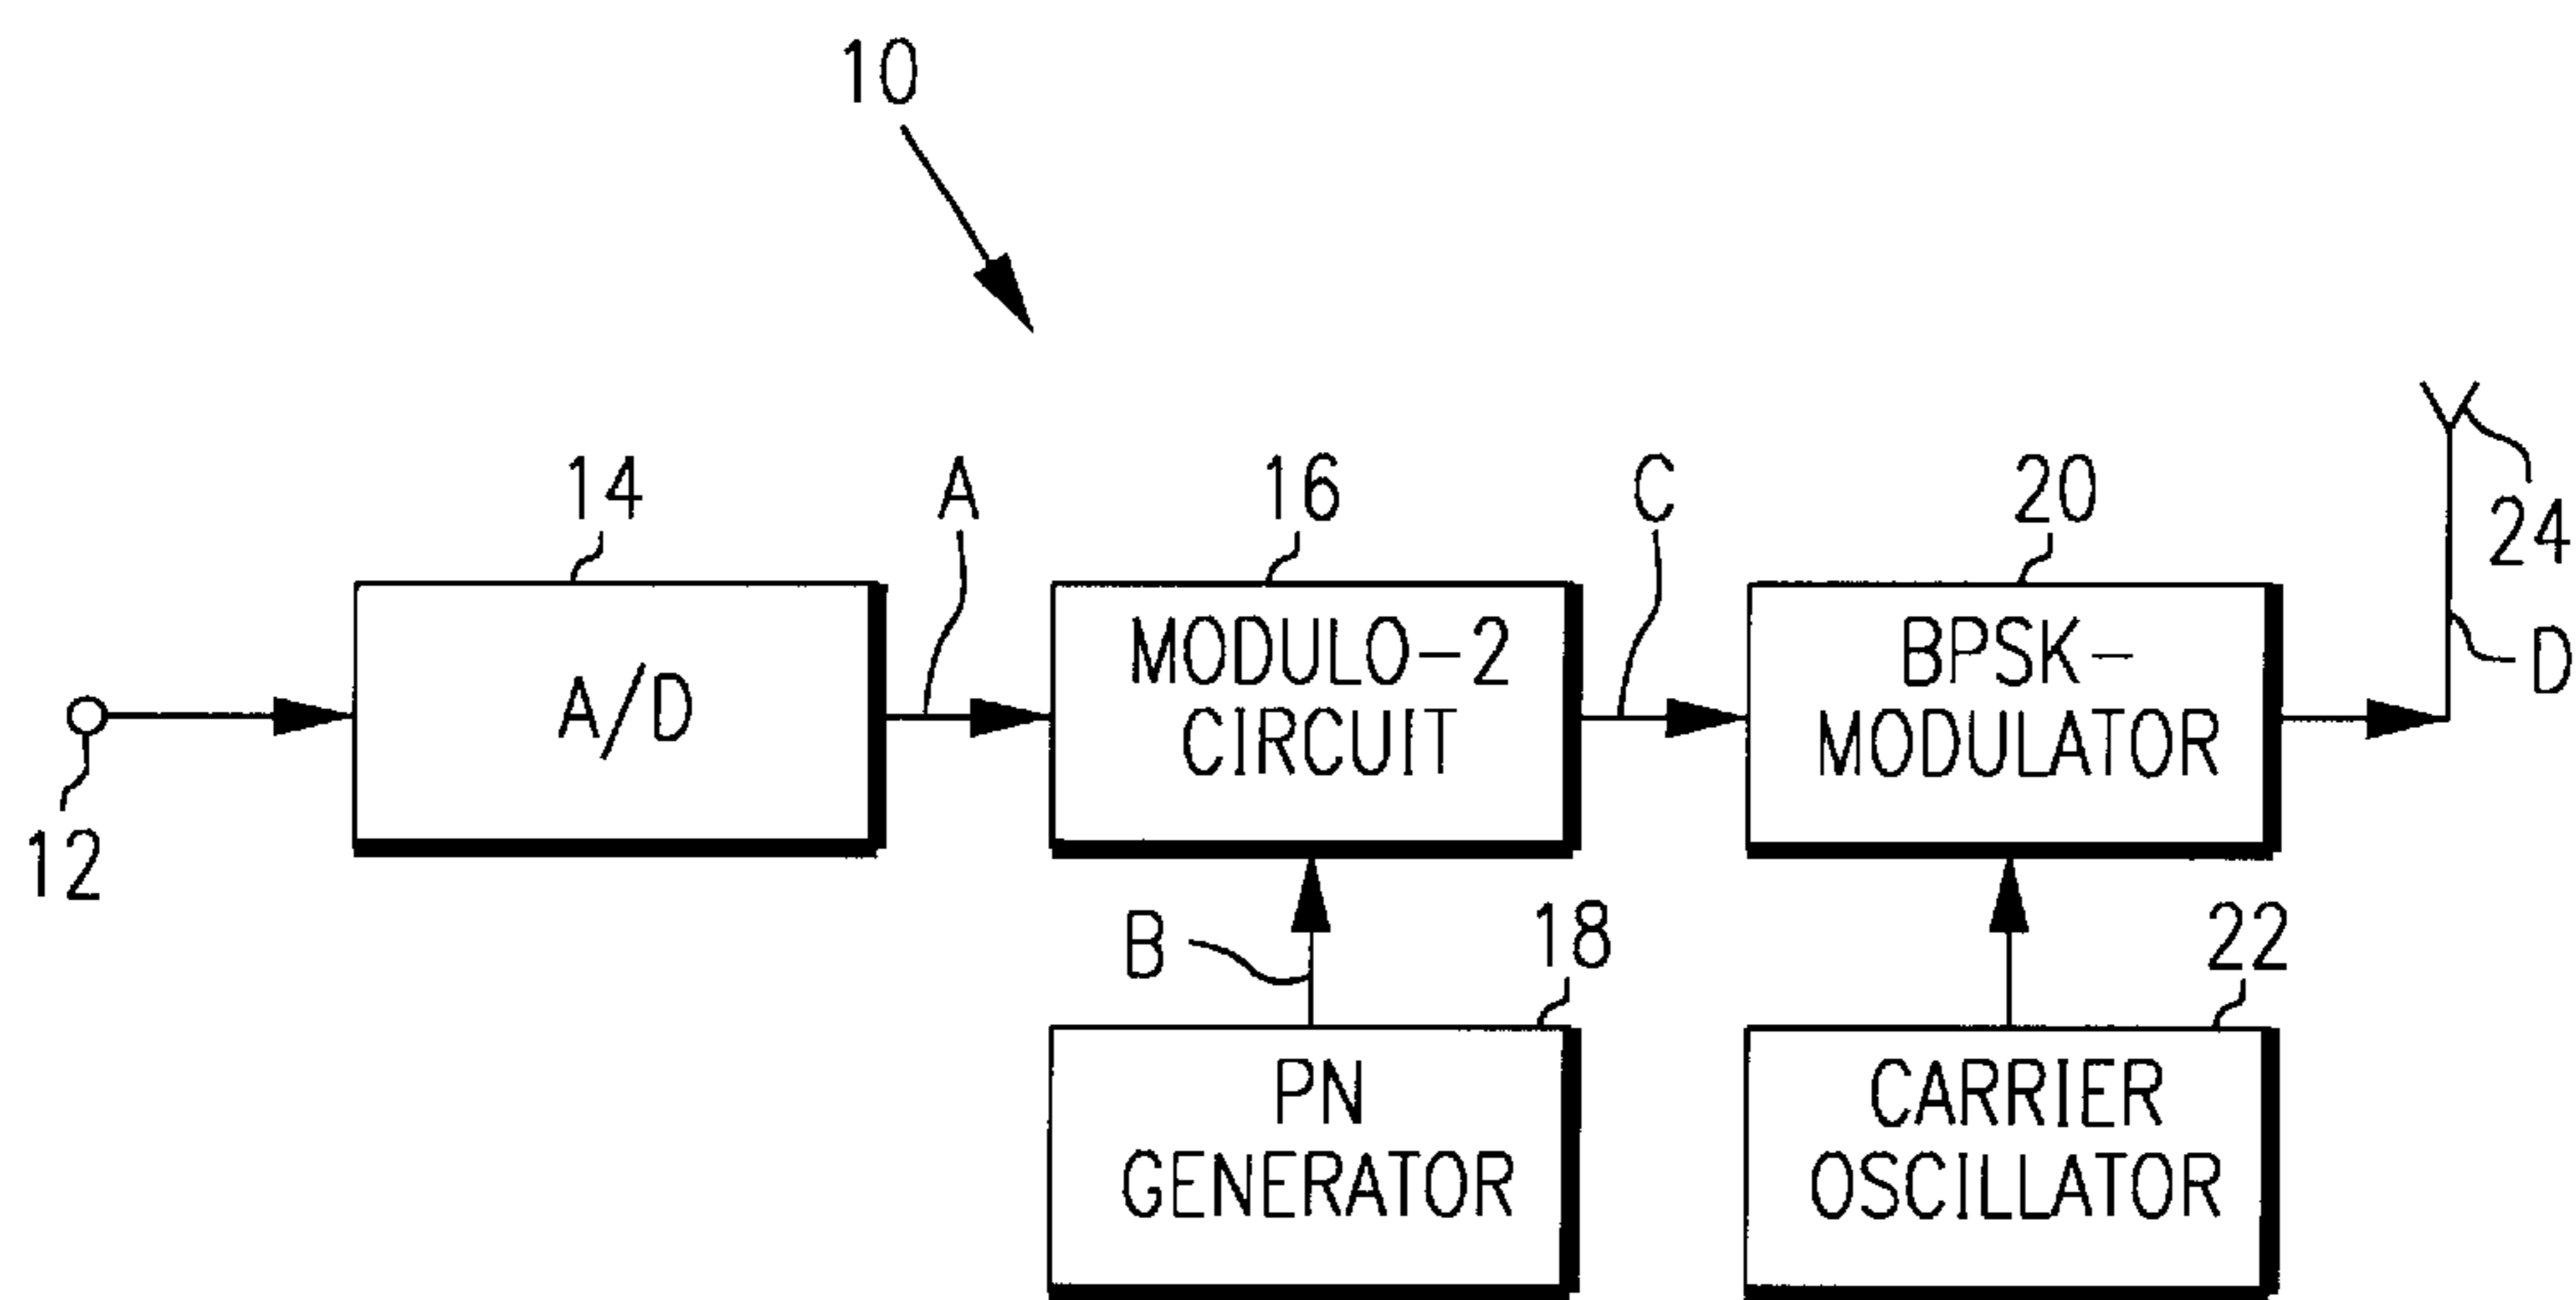 10
14
A
16
C
20
24
A/D
MODULO-2
CIRCUIT
BPSK-
MODULATOR
D
12
B
18
22
PN
GENERATOR
CARRIER
OSCILLATOR